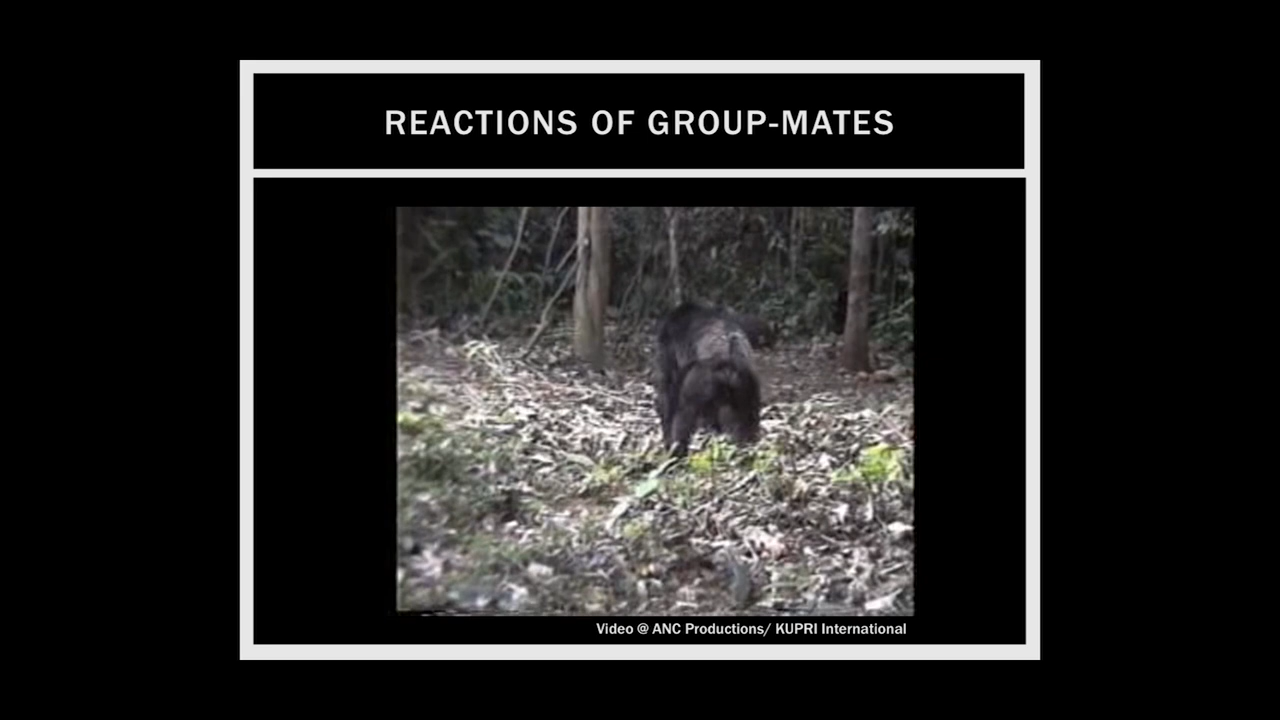 REACTIONS OF GROUP-MATES
Video @ ANC Productions/ KUPRI International